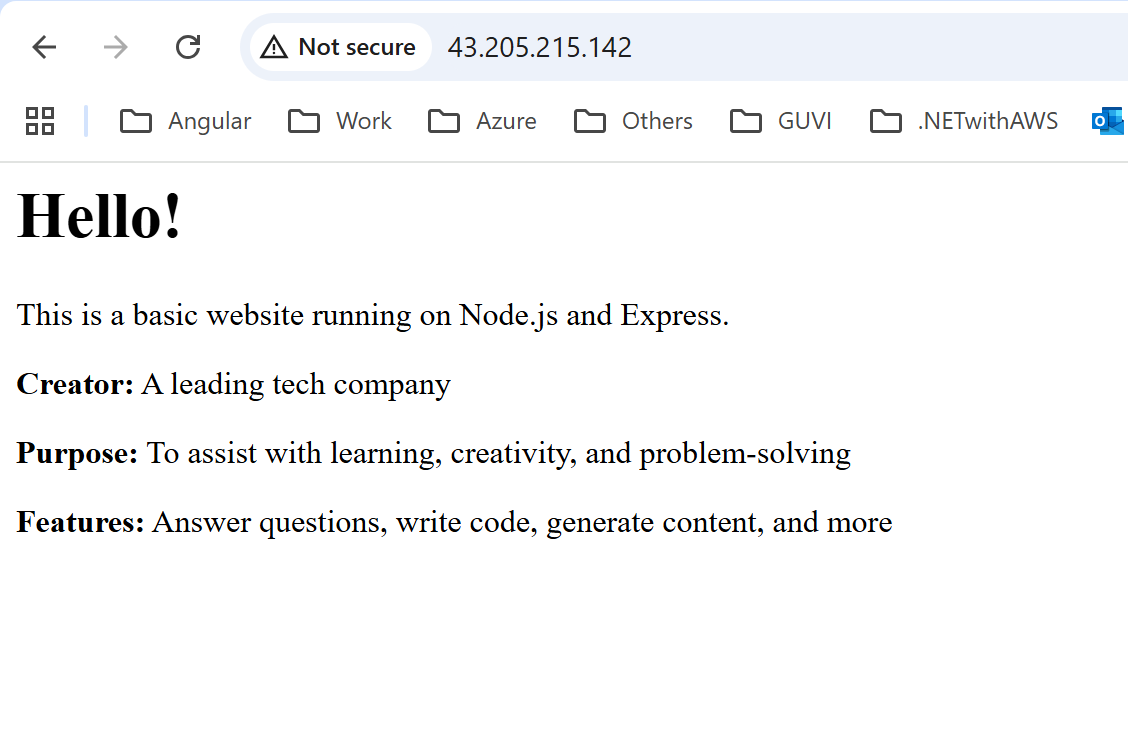 Not secure 43.205.215.142
Angular Work Azure Others GUVI .NETwithAWS
Hello!
This is a basic website running on Node.js and Express.
Creator: A leading tech company
Purpose: To assist with learning, creativity, and problem-solving
Features: Answer questions, write code, generate content, and more